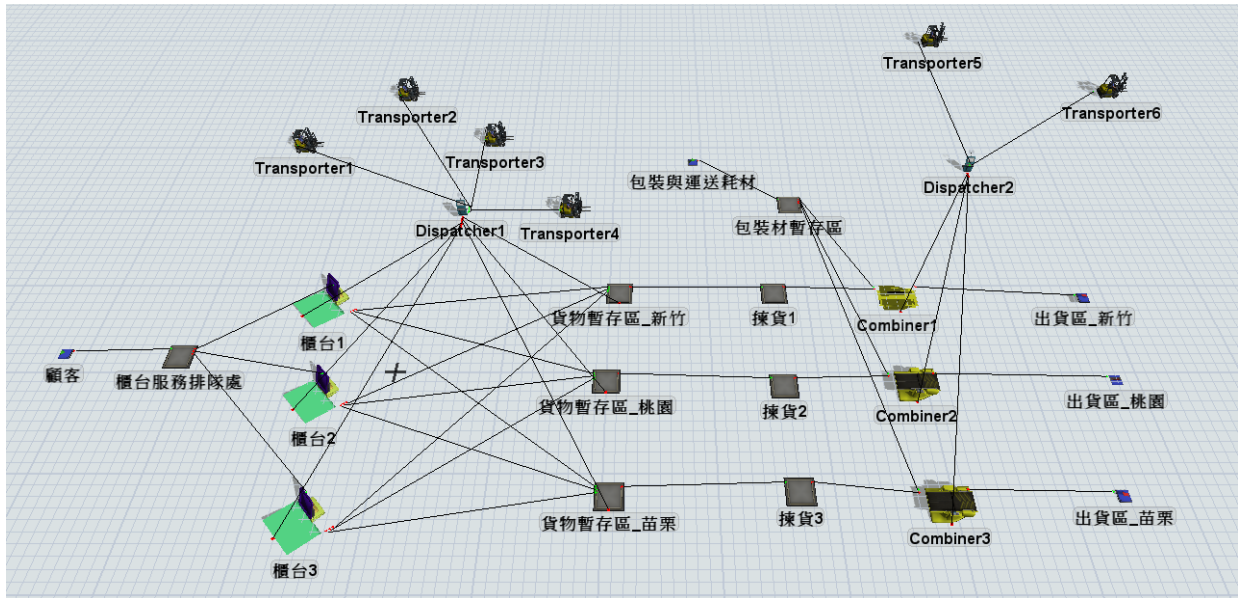 Transporter5
Transporter2
Transporter6
Transporter3
Transporter1
包裝與運送耗材
Dispatcher2
包裝材暫存區
Dispatcher1
Transporter4
貨物暫存區_新竹
揀貨1
Combiner1
出貨區_新竹
櫃台1
顧客
櫃台服務排隊處
貨物暫存區_桃園
揀貨2
Combiner2
出貨區_桃園
櫃台2
貨物暫存區_苗栗
揀貨3
出貨區_苗栗
Combiner3
櫃台3